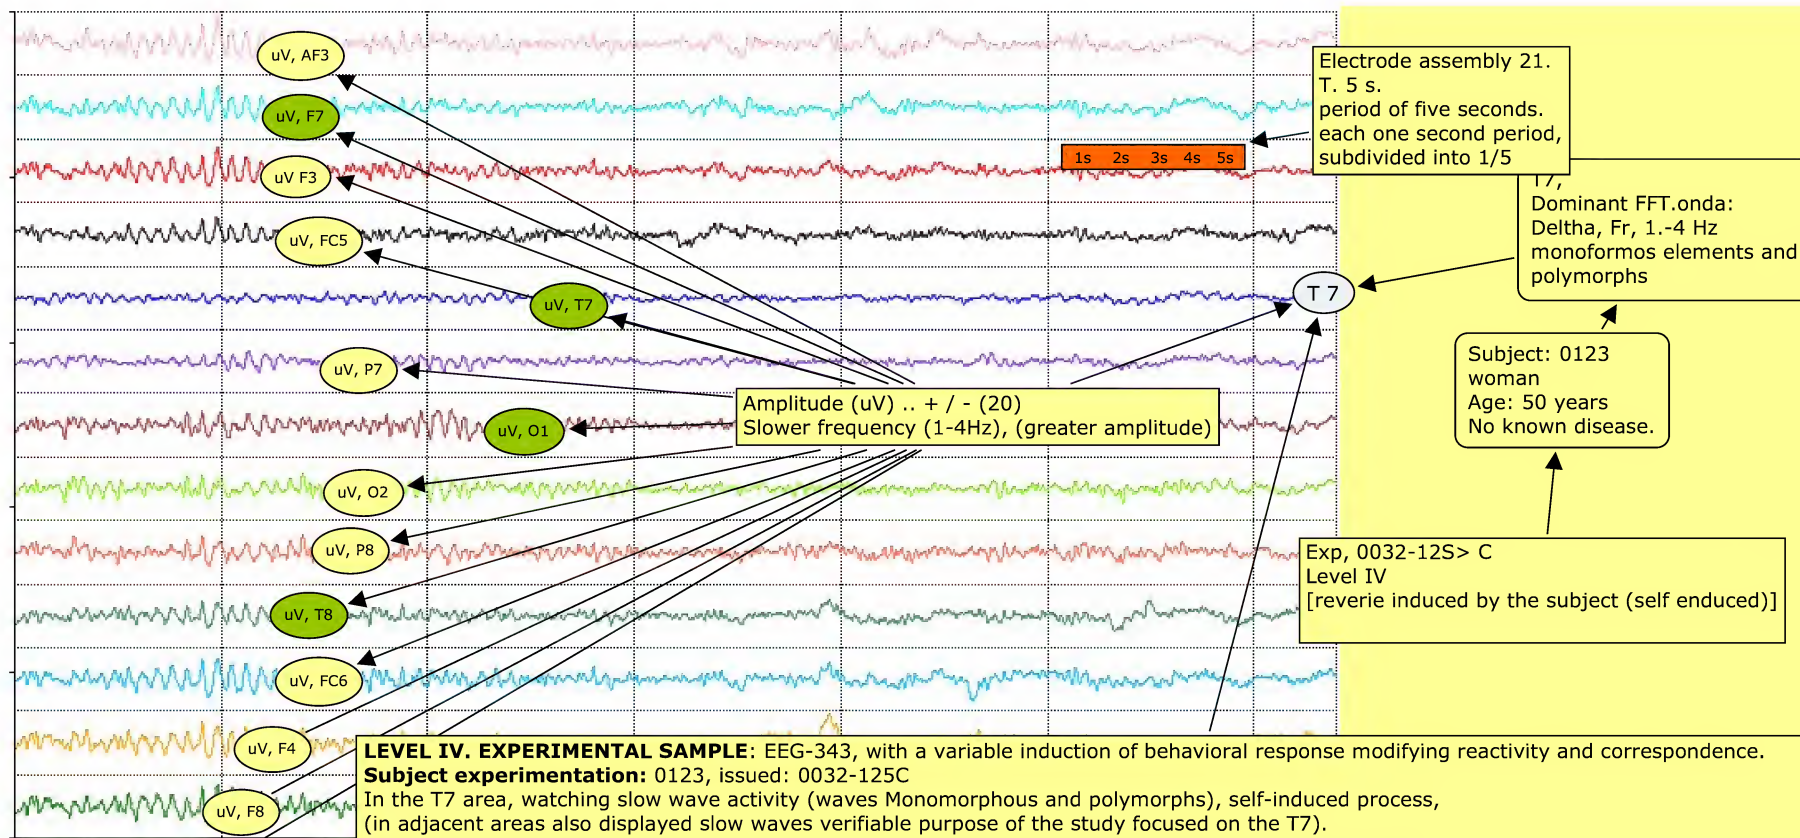 uV, AF3
uV, F7
uV F3
uV, FC5
uV, T7
uV, P7
uV, O1
uV, O2
uV, P8
uV, T8
uV, FC6
uV, F4
uV, F8
Electrode assembly 21.
T. 5 s.
period of five seconds.
each one second period,
subdivided into 1/5
1s 2s 3s 4s 5s
T7,
Dominant FFT.onda:
Deltha, Fr, 1.-4 Hz
monoformos elements and
polymorphs
T 7
Subject: 0123
woman
Age: 50 years
No known disease.
Amplitude (uV) .. + / - (20)
Slower frequency (1-4Hz), (greater amplitude)
Exp, 0032-12S> C
Level IV
[reverie induced by the subject (self enduced)]
LEVEL IV. EXPERIMENTAL SAMPLE: EEG-343, with a variable induction of behavioral response modifying reactivity and correspondence.
Subject experimentation: 0123, issued: 0032-125C
In the T7 area, watching slow wave activity (waves Monomorphous and polymorphs), self-induced process,
(in adjacent areas also displayed slow waves verifiable purpose of the study focused on the T7).